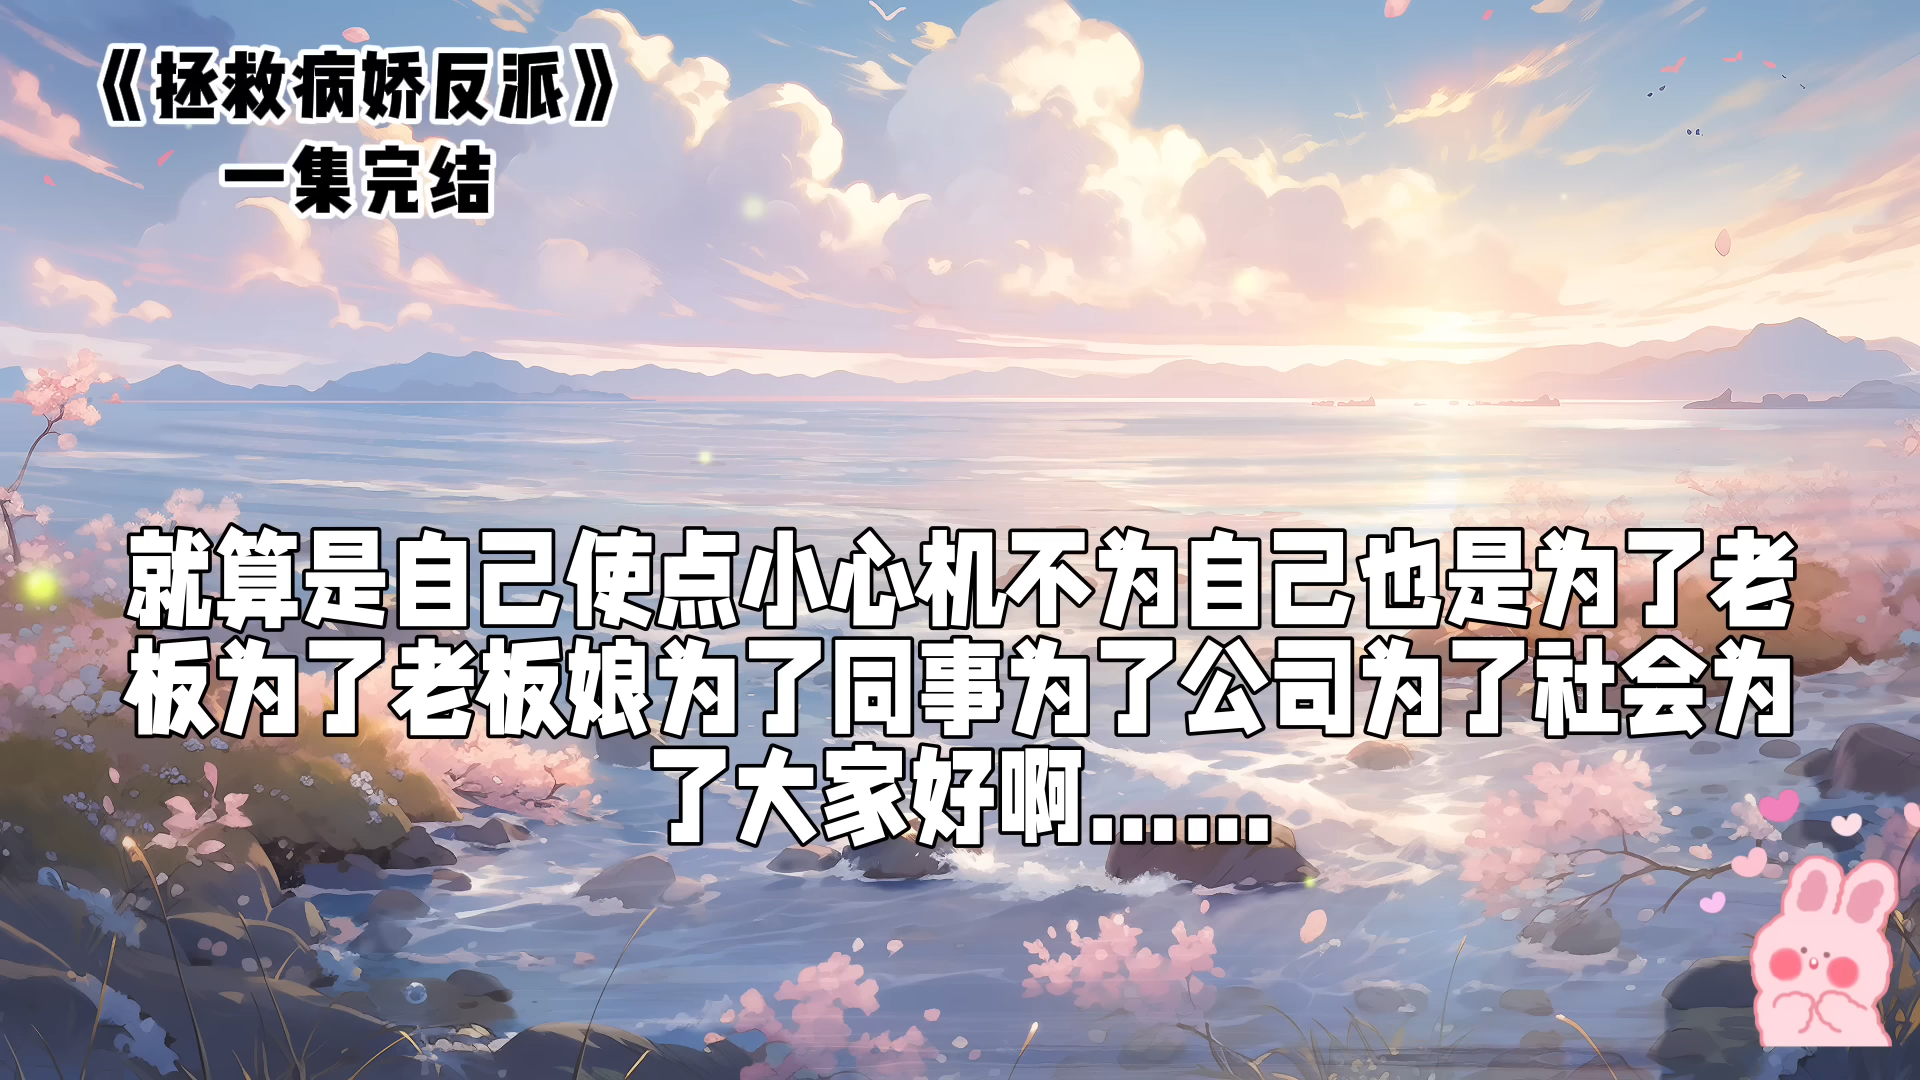 《拯救病娇反派》
一集完结
就算是自己使点小心机不为自己也是为了老
板为了老板娘为了同事为了公司为了社会为
了大家好啊……